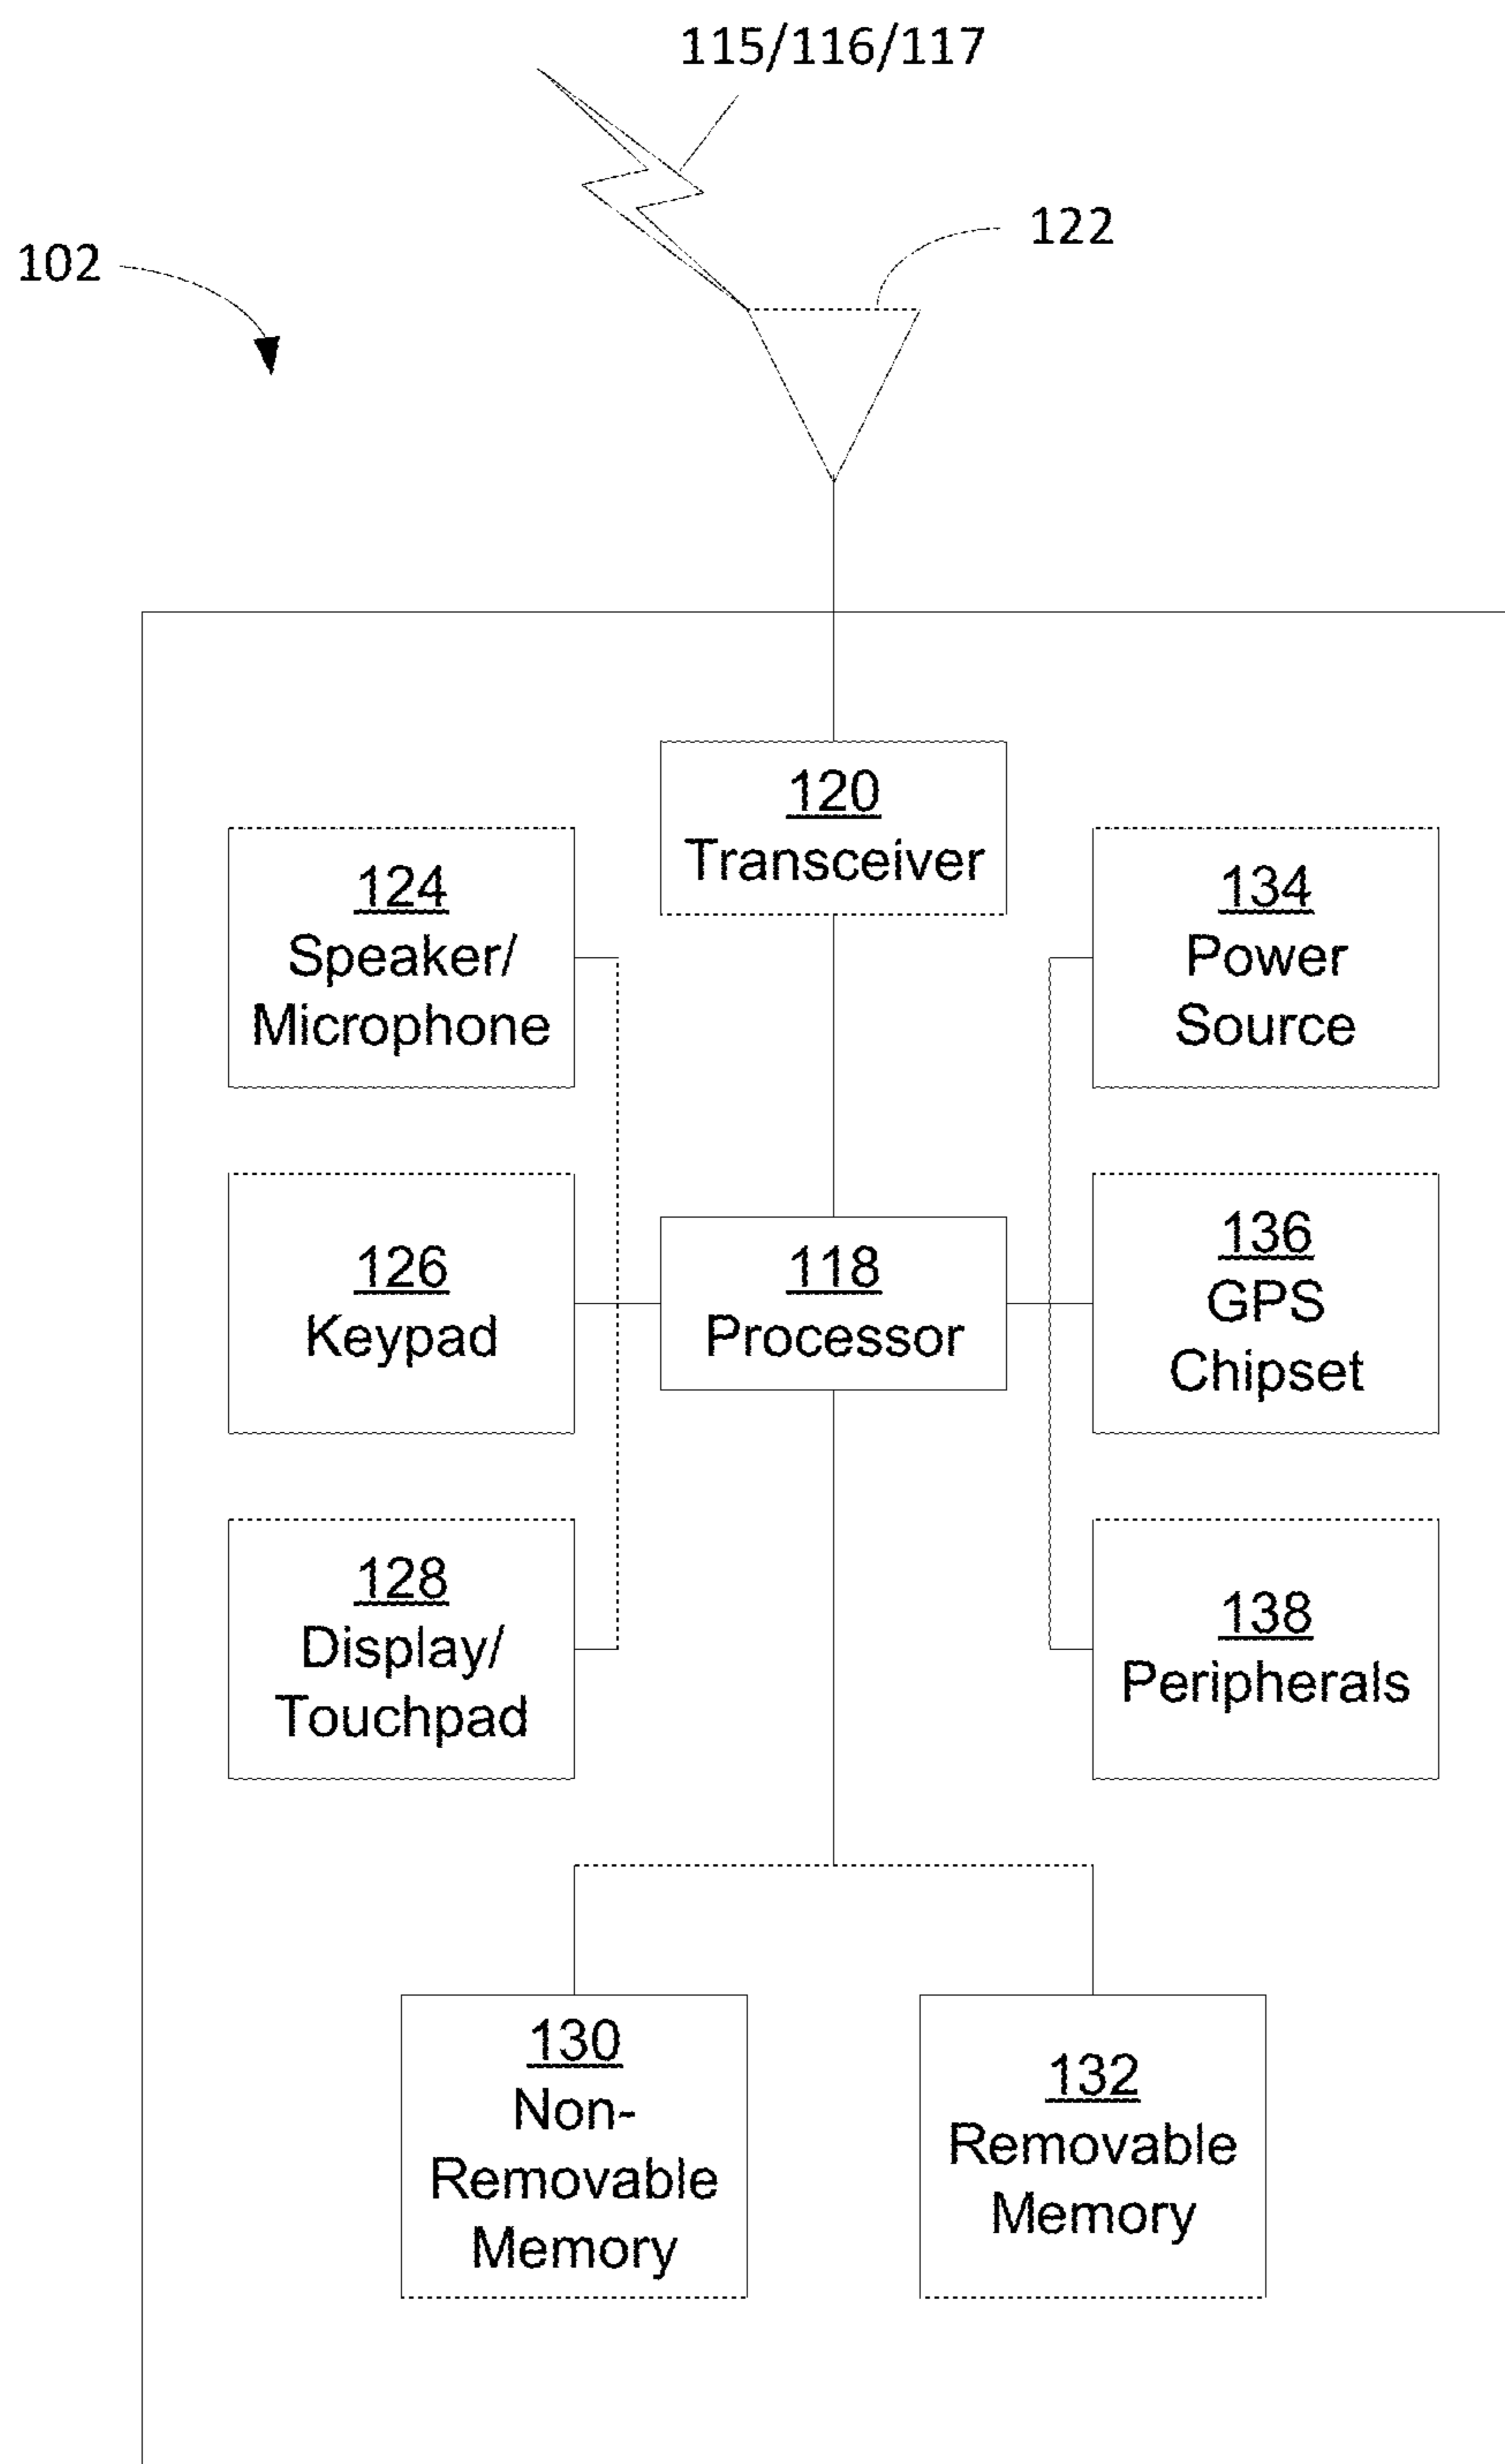 115/116/117
122
102
120
Transceiver
124
Speaker/
Microphone
134
Power
Source
126
Keypad
118
Processor
136
GPS
Chipset
128
Display/
Touchpad
138
Peripherals
130
Non-
Removable
Memory
132
Removable
Memory